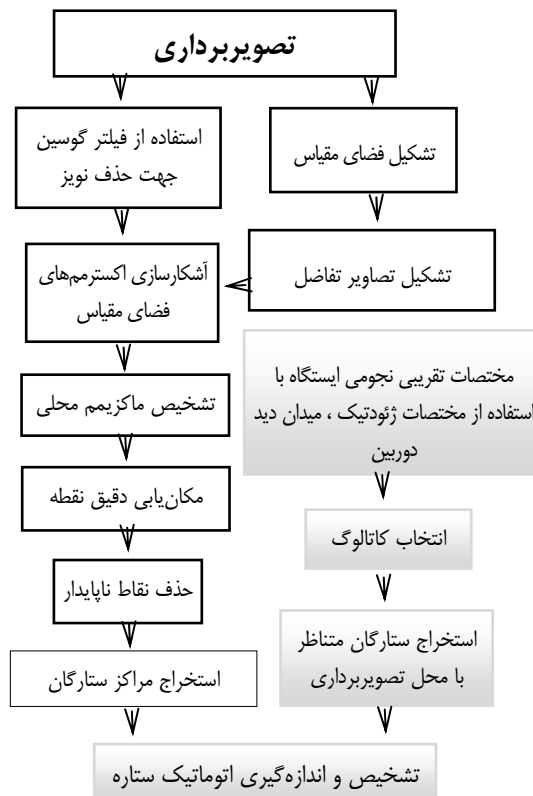 تصویربرداری
استفاده از فیلتر گوسین
جهت حذف نویز
تشکیل فضای مقیاس
تشکیل تصاویر تفاضل
آشکارسازی اکسترمم‌های
فضای مقیاس
تشخیص ماکزیمم محلی
مکان‌یابی دقیق نقطه
حذف نقاط ناپایدار
استخراج مراکز ستارگان
مختصات تقریبی نجومی ایستگاه با
استفاده از مختصات ژئودتیک ، میدان دید
دوربین
انتخاب کاتالوگ
استخراج ستارگان متناظر
با محل تصویربرداری
تشخیص و اندازه‌گیری اتوماتیک ستاره